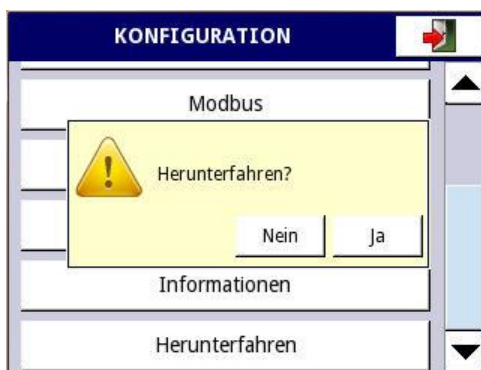 KONFIGURATION
Modbus
Herunterfahren?
Nein Ja
Informationen
Herunterfahren